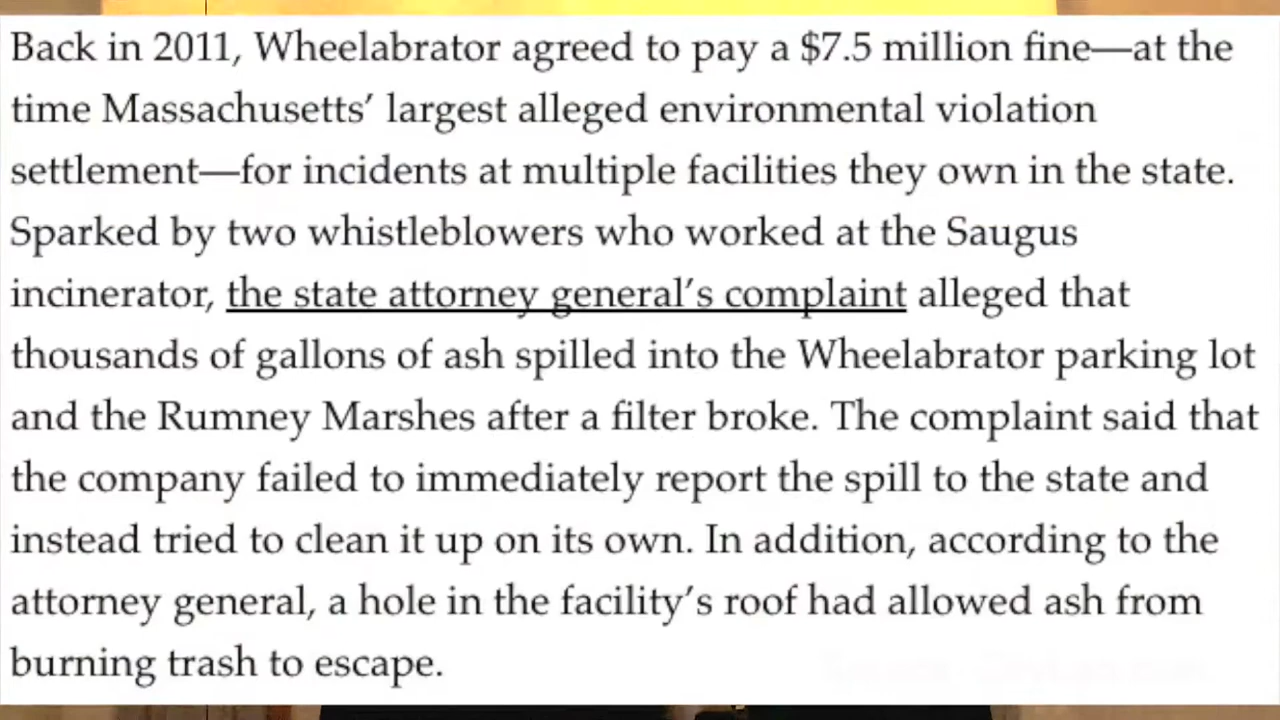 Back in 2011, Wheelabrator agreed to pay a $7.5 million fine—at the
time Massachusetts’ largest alleged environmental violation
settlement—for incidents at multiple facilities they own in the state.
Sparked by two whistleblowers who worked at the Saugus
incinerator, the state attorney general’s complaint alleged that
thousands of gallons of ash spilled into the Wheelabrator parking lot
and the Rumney Marshes after a filter broke. The complaint said that
the company failed to immediately report the spill to the state and
instead tried to clean it up on its own. In addition, according to the
attorney general, a hole in the facility’s roof had allowed ash from
burning trash to escape.